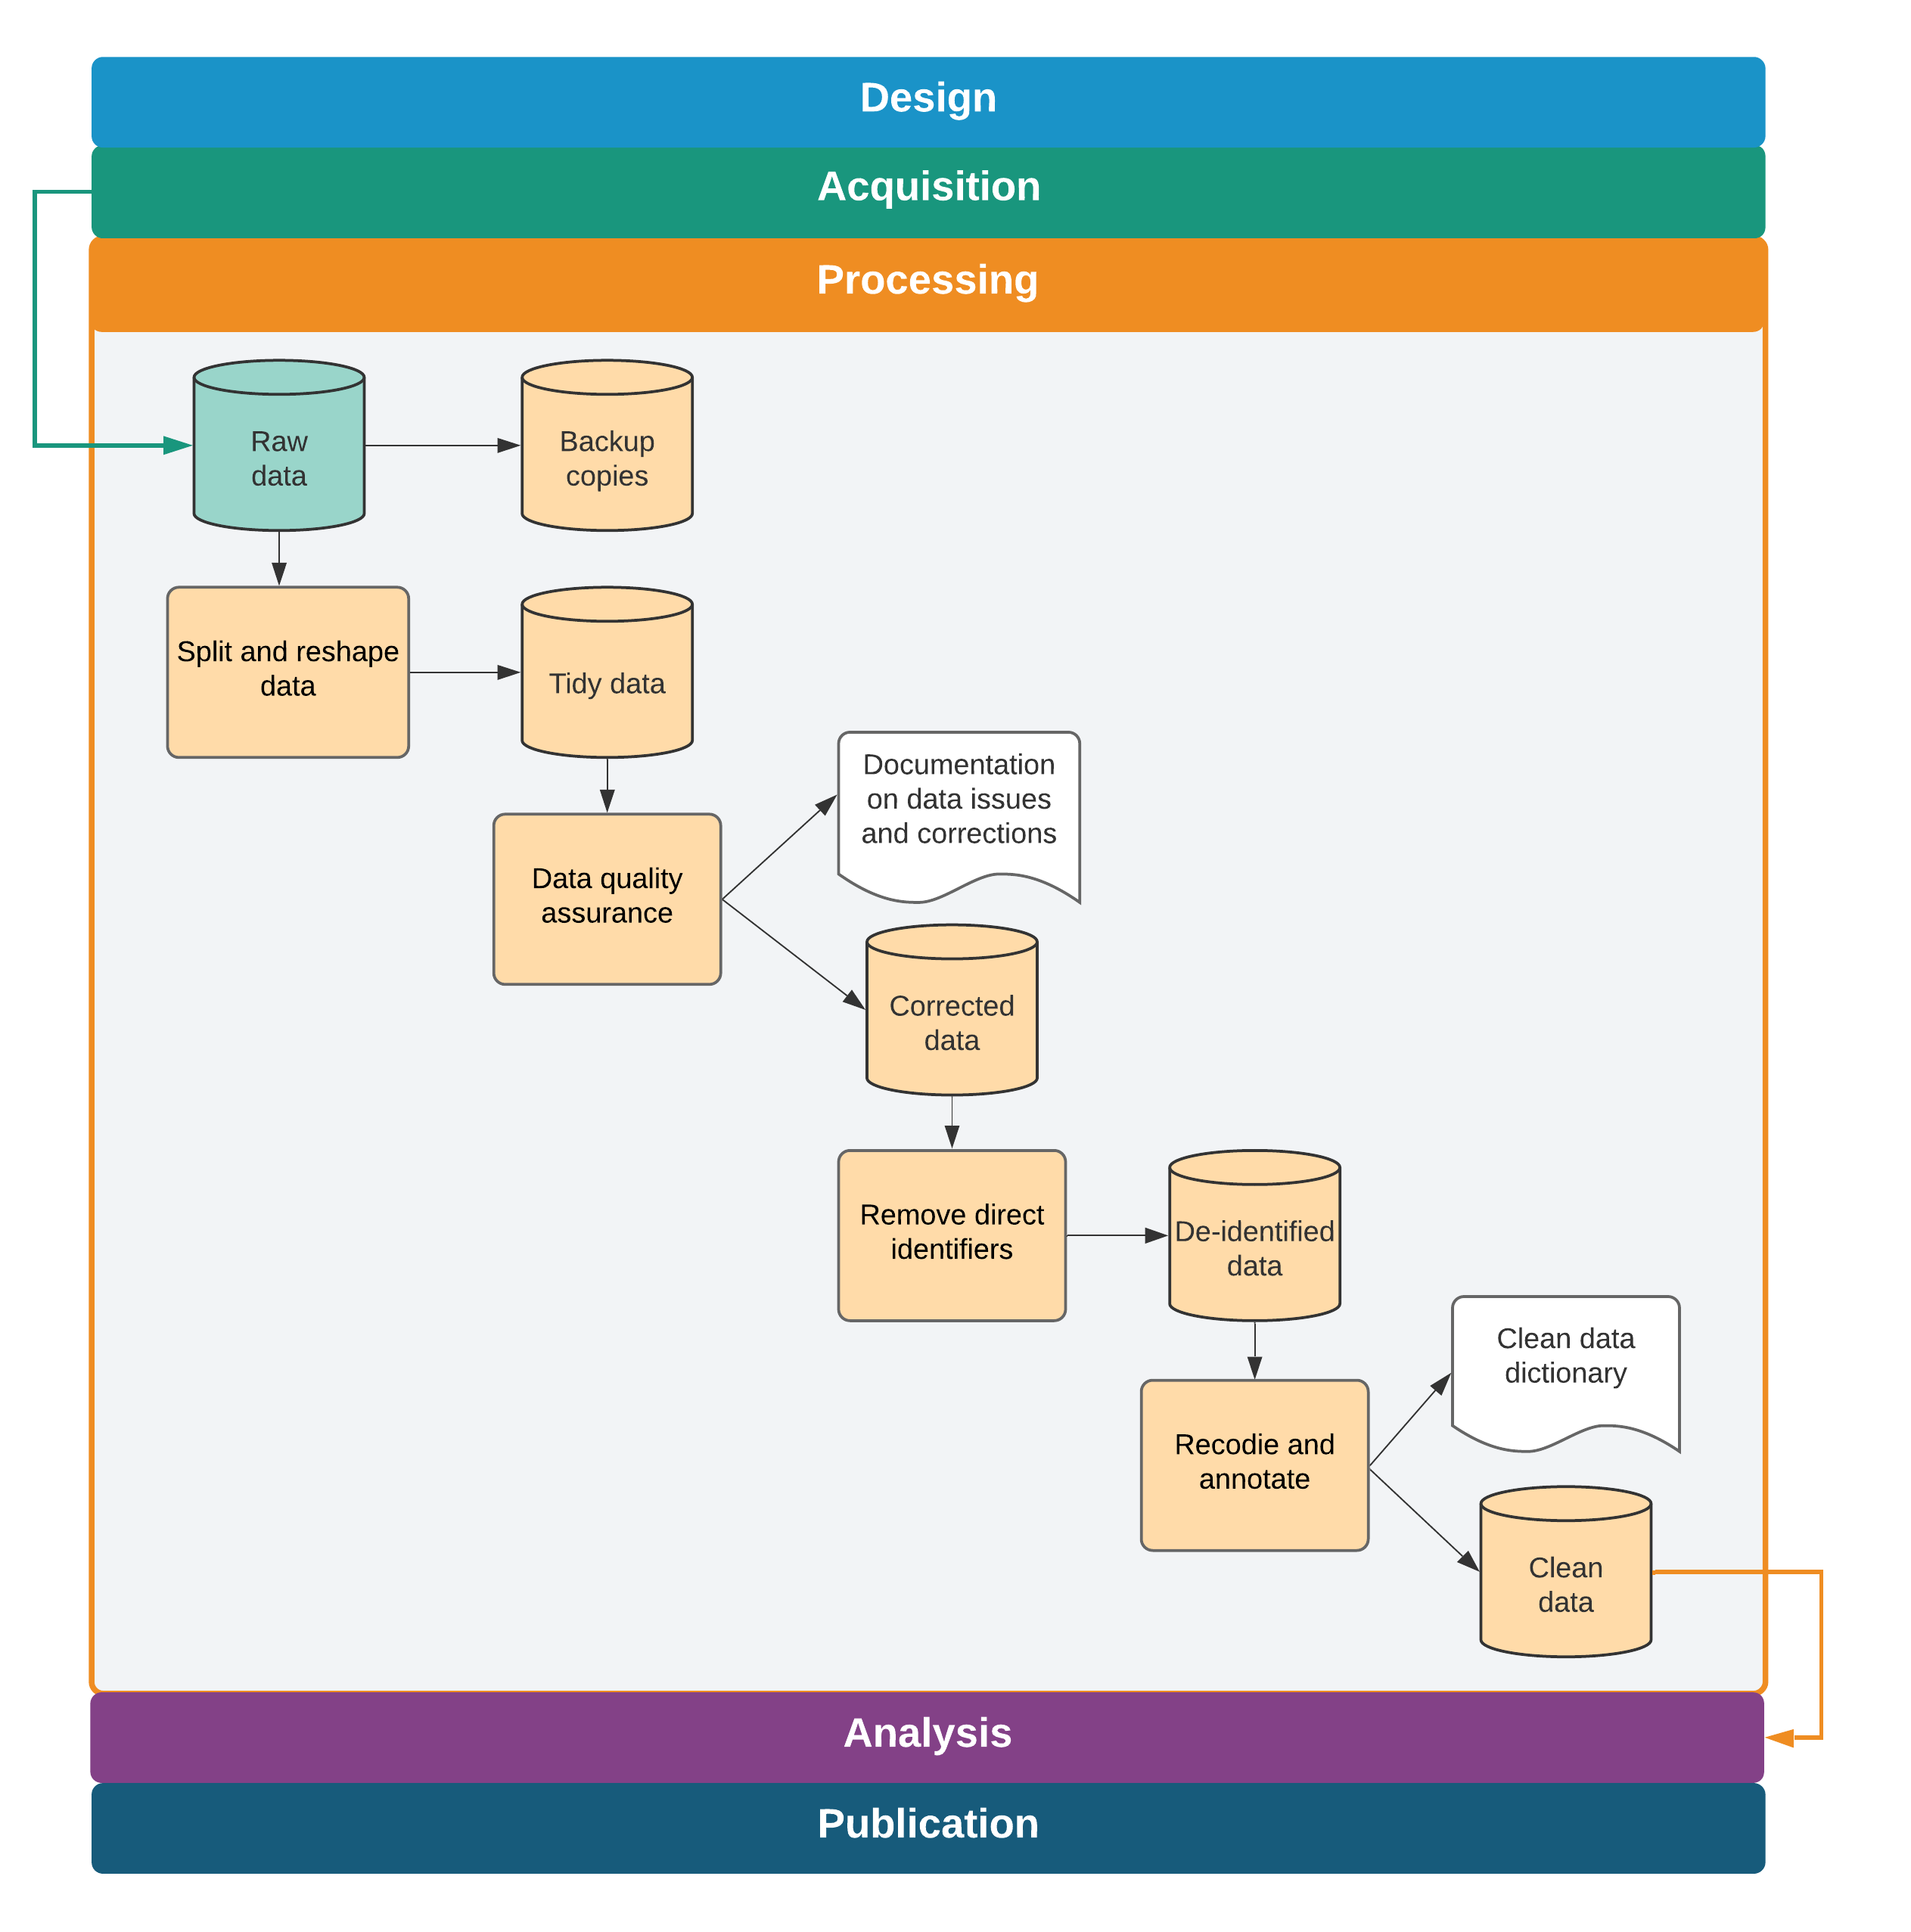 Design
Acquisition
Processing
Raw
data
Backup
copies
Split and reshape
data
Tidy data
Documentation
on data issues
and corrections
Data quality
assurance
Corrected
data
Remove direct
identifiers
De-identified
data
Clean data
dictionary
Recodie and
annotate
Clean
data
Analysis
Publication